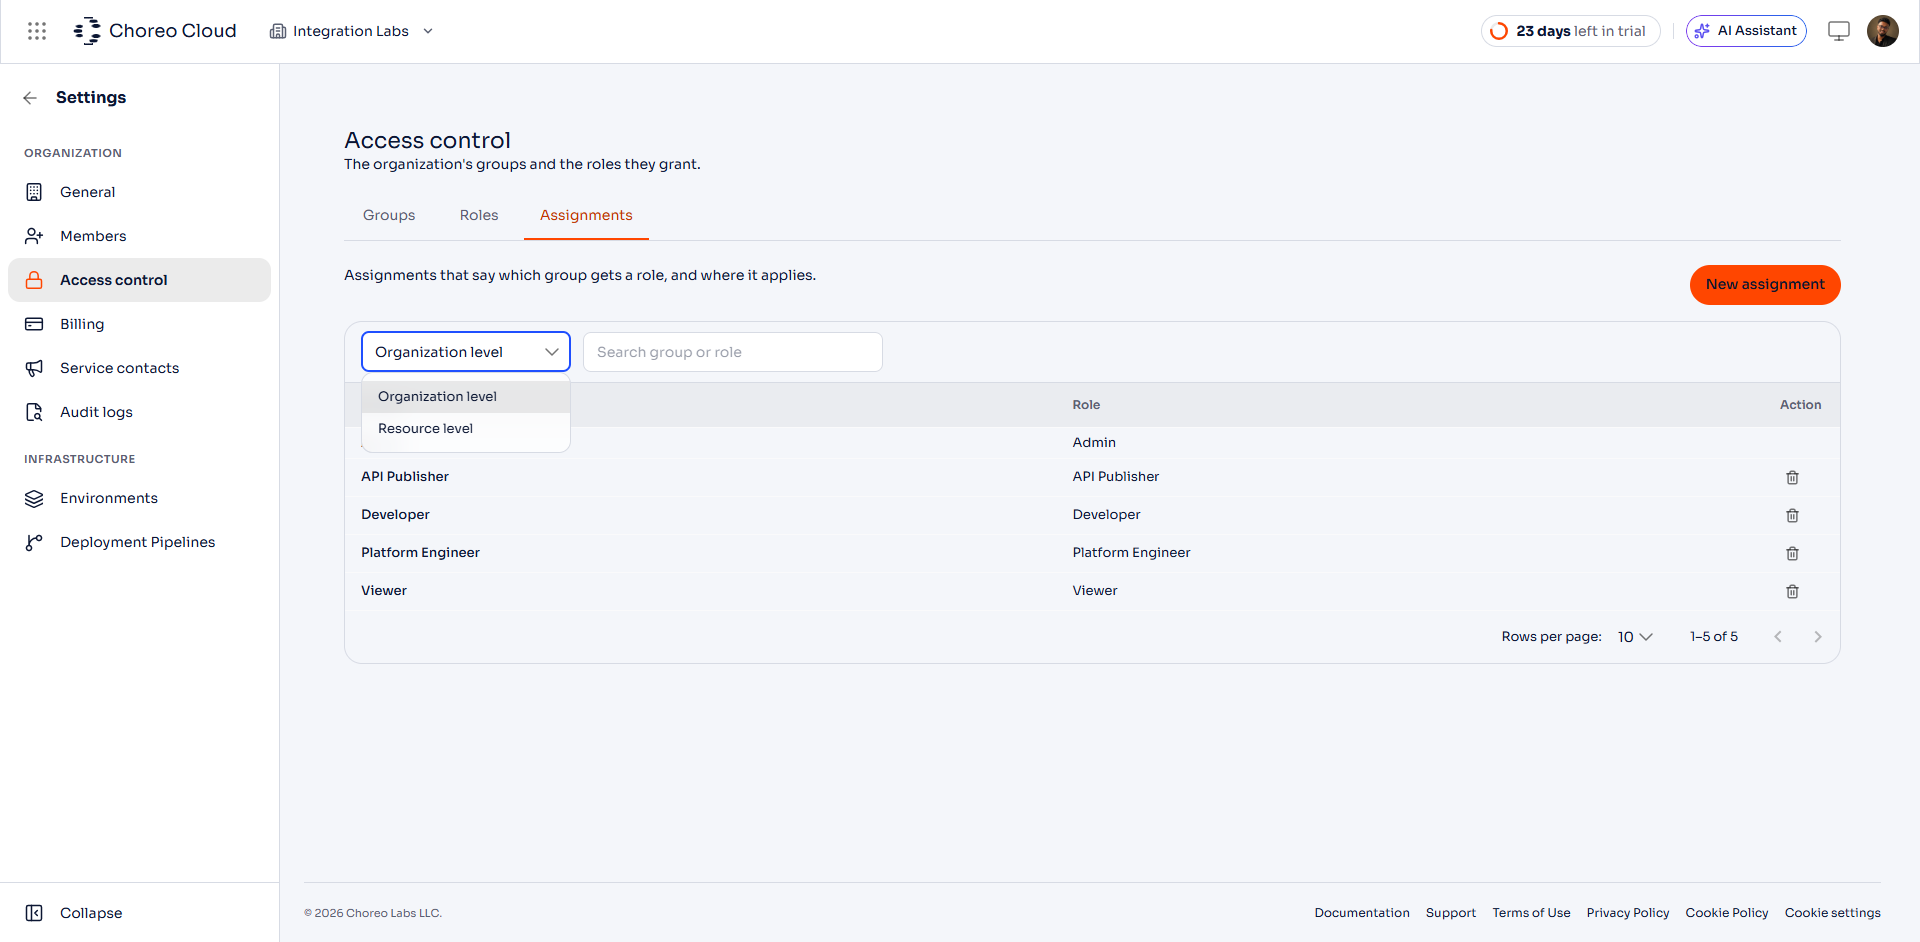 Choreo Cloud
Integration Labs
23 days left in trial
AI Assistant
Settings
ORGANIZATION
General
Members
Access control
Billing
Service contacts
Audit logs
INFRASTRUCTURE
Environments
Deployment Pipelines
Collapse
Access control
The organization's groups and the roles they grant.
Groups Roles Assignments
Assignments that say which group gets a role, and where it applies.
New assignment
Organization level
Search group or role
Organization level
Resource level
Role Action
Admin
API Publisher API Publisher
Developer Developer
Platform Engineer Platform Engineer
Viewer Viewer
Rows per page: 10 1–5 of 5
© 2026 Choreo Labs LLC.
Documentation Support Terms of Use Privacy Policy Cookie Policy Cookie settings